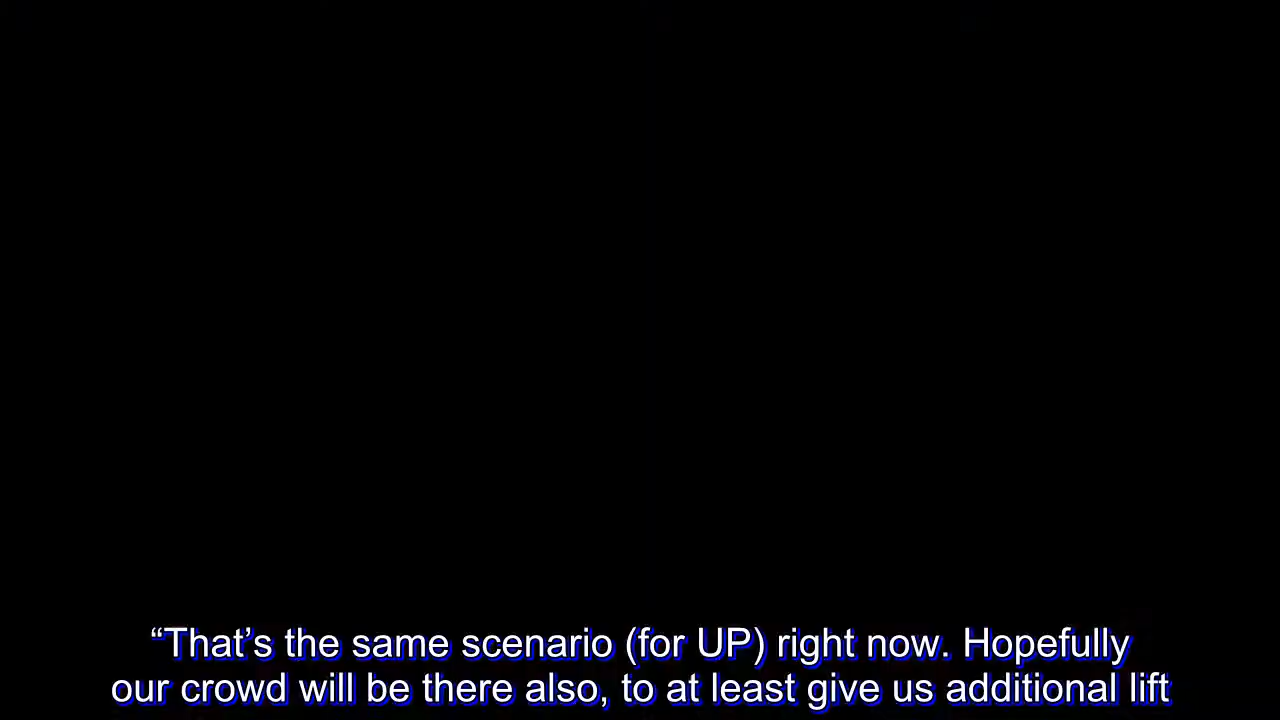 “That’s the same scenario (for UP) right now. Hopefully
our crowd will be there also, to at least give us additional lift